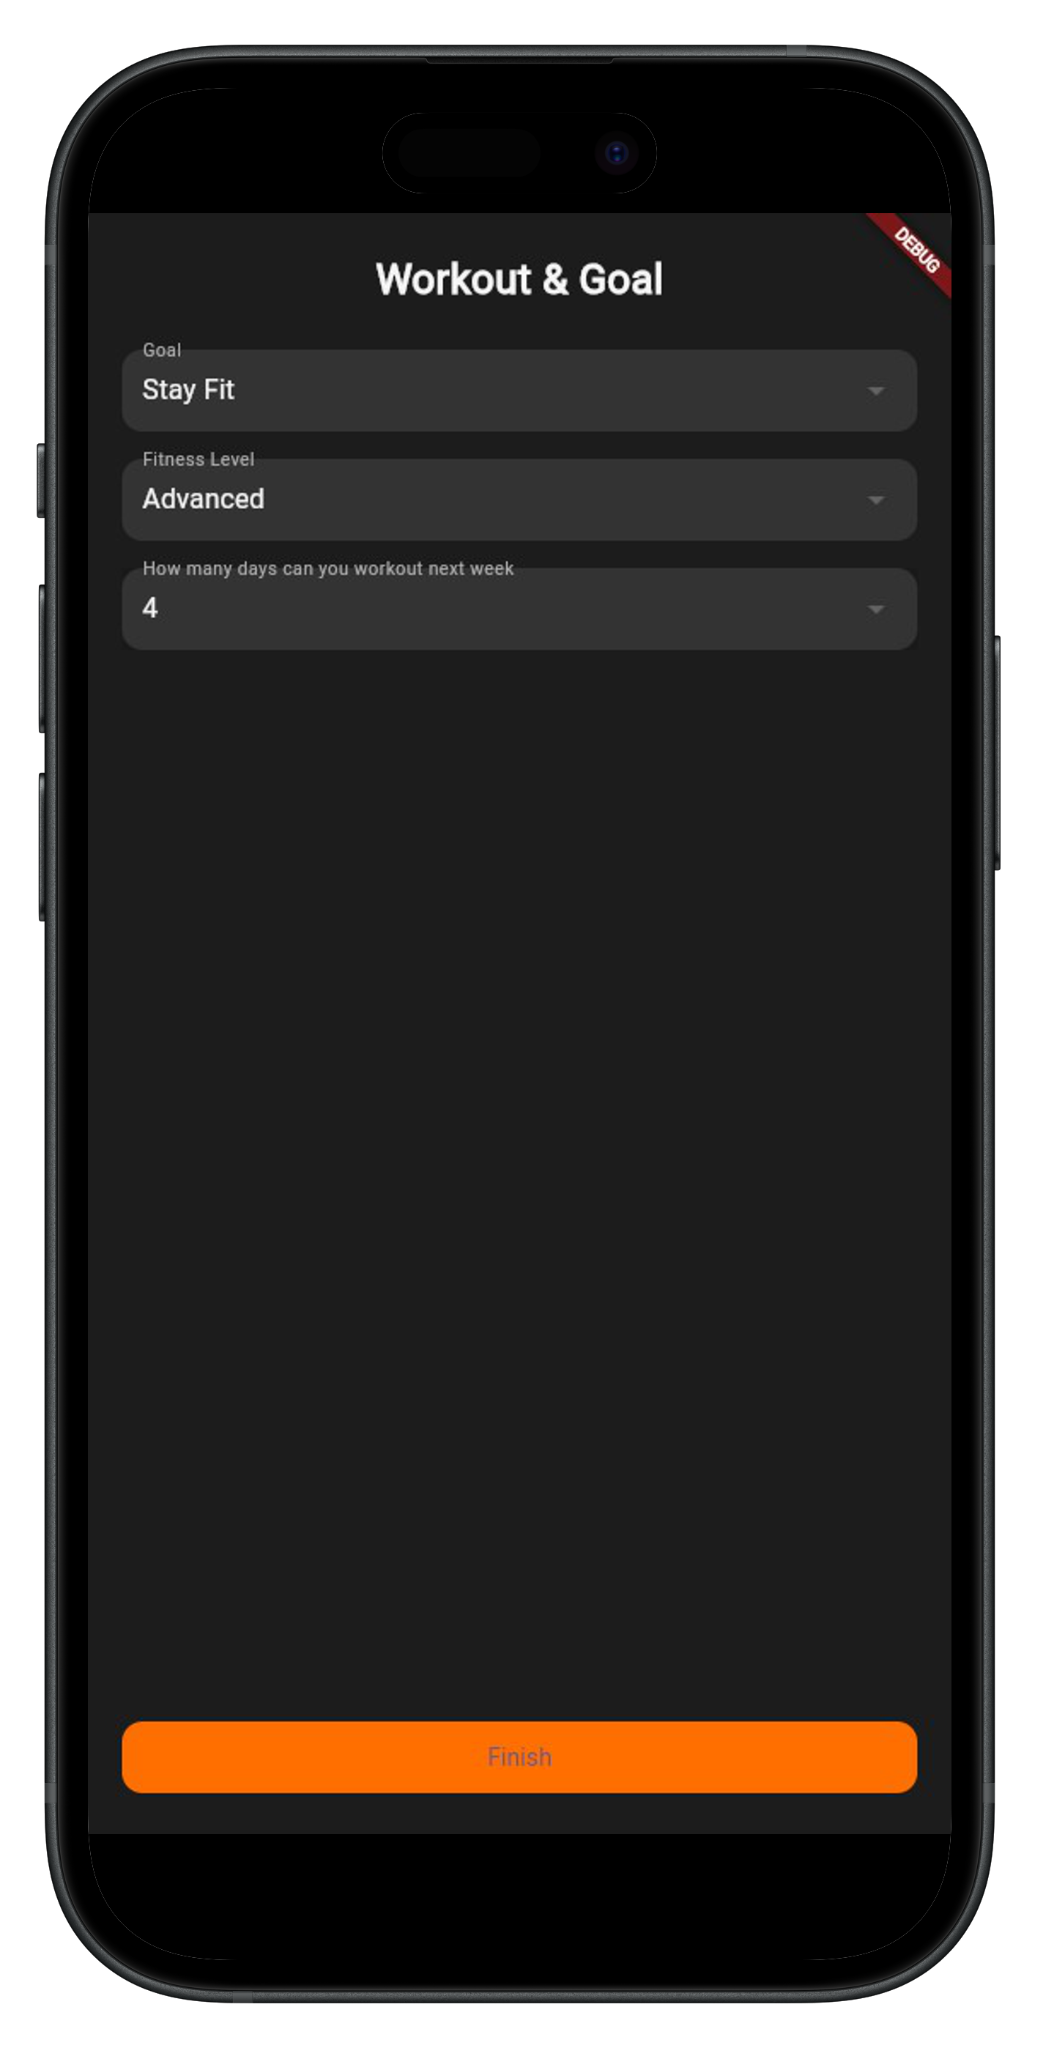 DEBUG
Workout & Goal
Goal
Stay Fit
Fitness Level
Advanced
How many days can you workout next week
4
Finish